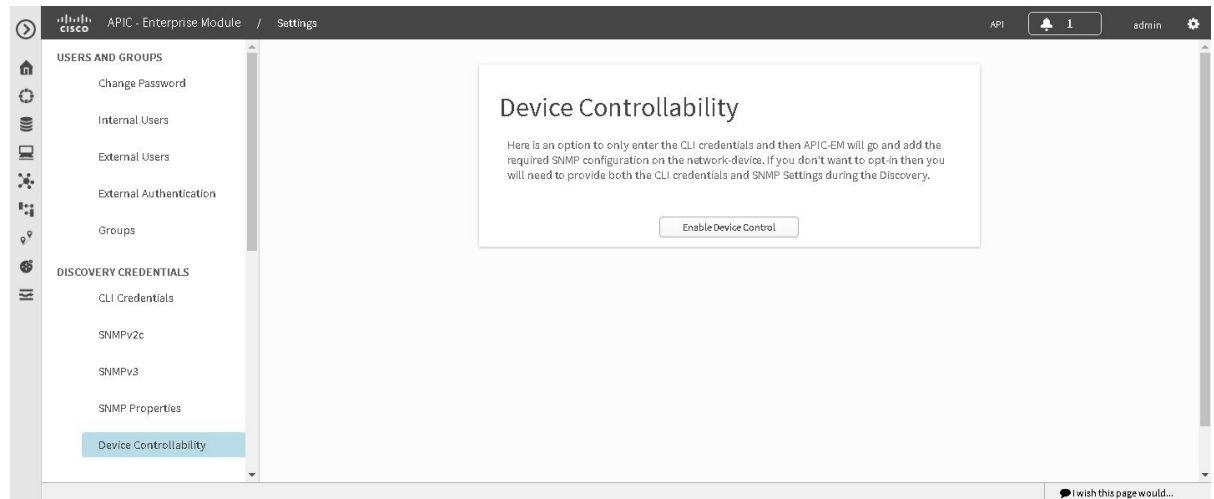 cisco APIC - Enterprise Module / Settings API 1 admin
USERS AND GROUPS
Change Password
Internal Users
External Users
External Authentication
Groups
DISCOVERY CREDENTIALS
CLI Credentials
SNMPv2c
SNMPv3
SNMP Properties
Device Controllability
Device Controllability
Here is an option to only enter the CLI credentials and then APIC-EM will go and add the
required SNMP configuration on the network-device. If you don't want to opt-in then you
will need to provide both the CLI credentials and SNMP Settings during the Discovery.
Enable Device Control
I wish this page would...